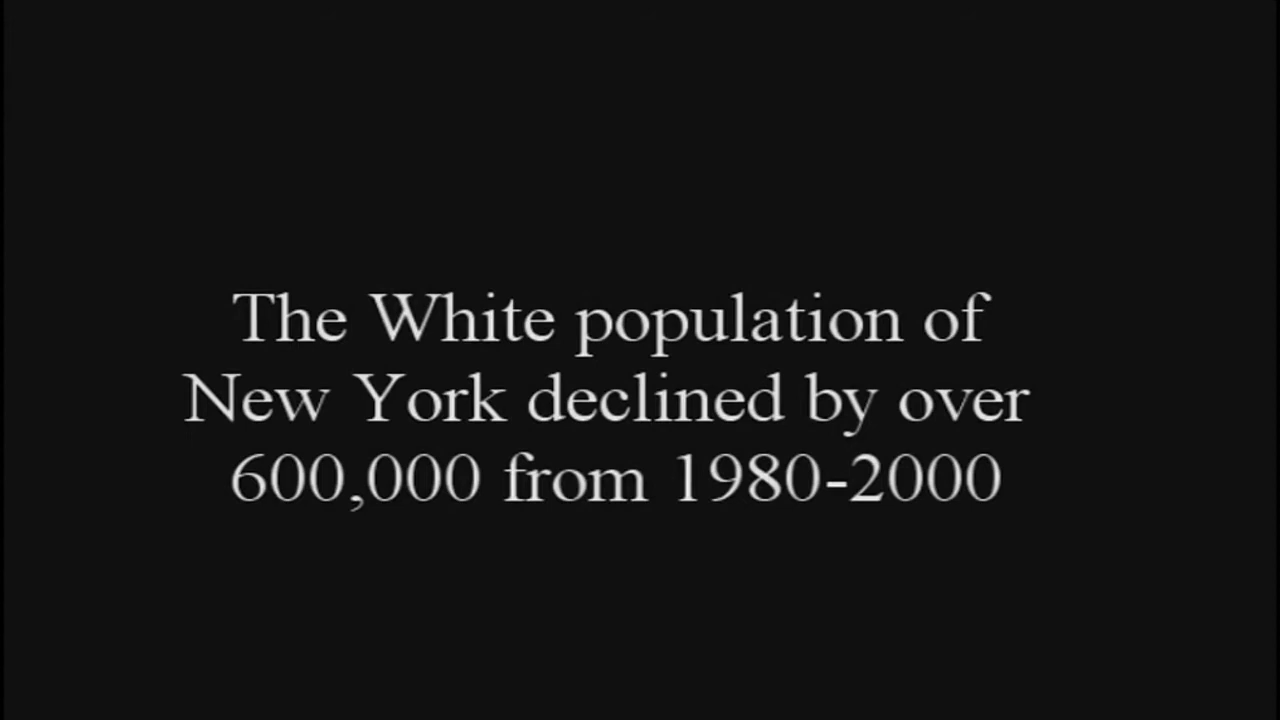 The White population of
New York declined by over
600,000 from 1980-2000